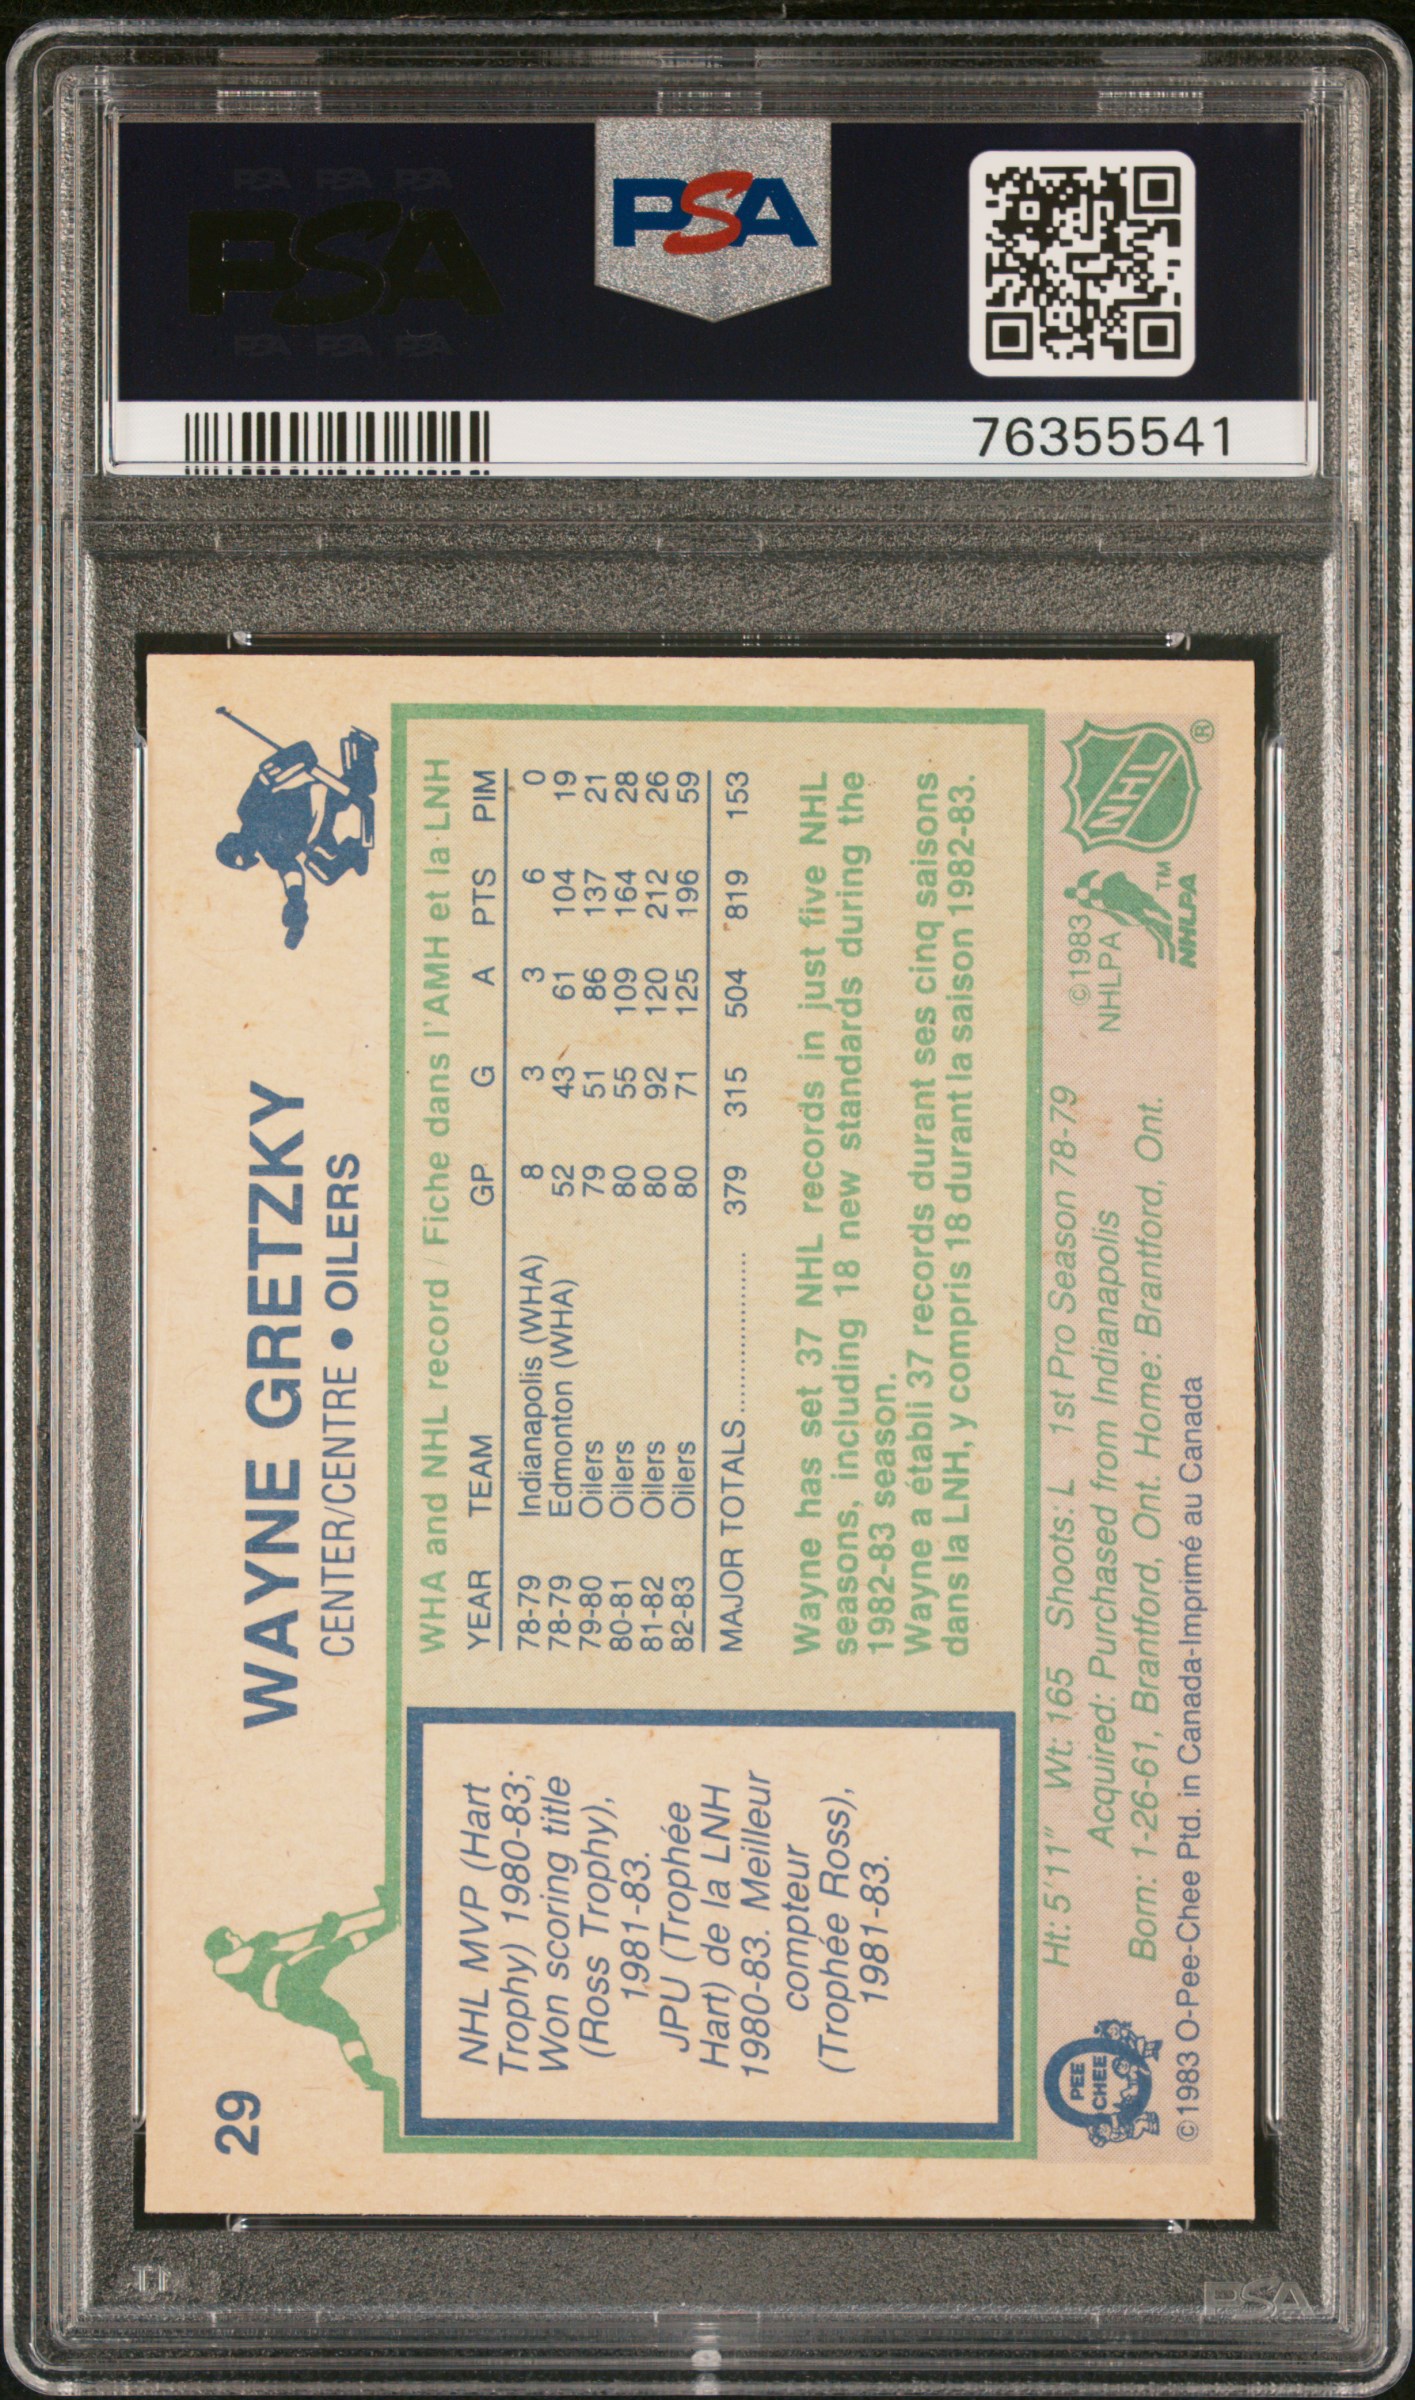 PSA PSA PSA
PSA
PSA PSA PSA
PSA
76355541
29
WAYNE GRETZKY
CENTER/CENTRE • OILERS
NHL MVP (Hart
Trophy) 1980-83;
Won scoring title
(Ross Trophy),
1981-83.
JPU (Trophée
Hart) de la LNH
1980-83. Meilleur
compteur
(Trophée Ross),
1981-83.
WHA and NHL record / Fiche dans l'AMH et la LNH
YEAR TEAM GP G A PTS PIM
78-79 Indianapolis (WHA) 8 3 3 6 0
78-79 Edmonton (WHA) 52 43 61 104 19
79-80 Oilers 79 51 86 137 21
80-81 Oilers 80 55 109 164 28
81-82 Oilers 80 92 120 212 26
82-83 Oilers 80 71 125 196 59
MAJOR TOTALS .................. 379 315 504 819 153
Wayne has set 37 NHL records in just five NHL
seasons, including 18 new standards during the
1982-83 season.
Wayne a établi 37 records durant ses cinq saisons
dans la LNH, y compris 18 durant la saison 1982-83.
PEE
CHEE
Ht: 5'11" Wt: 165 Shoots: L 1st Pro Season 78-79
Acquired: Purchased from Indianapolis
Born: 1-26-61, Brantford, Ont. Home: Brantford, Ont.
©1983 O-Pee-Chee Ptd. in Canada-Imprimé au Canada
©1983
NHLPA
NHLPA TM
NHL ®
PSA